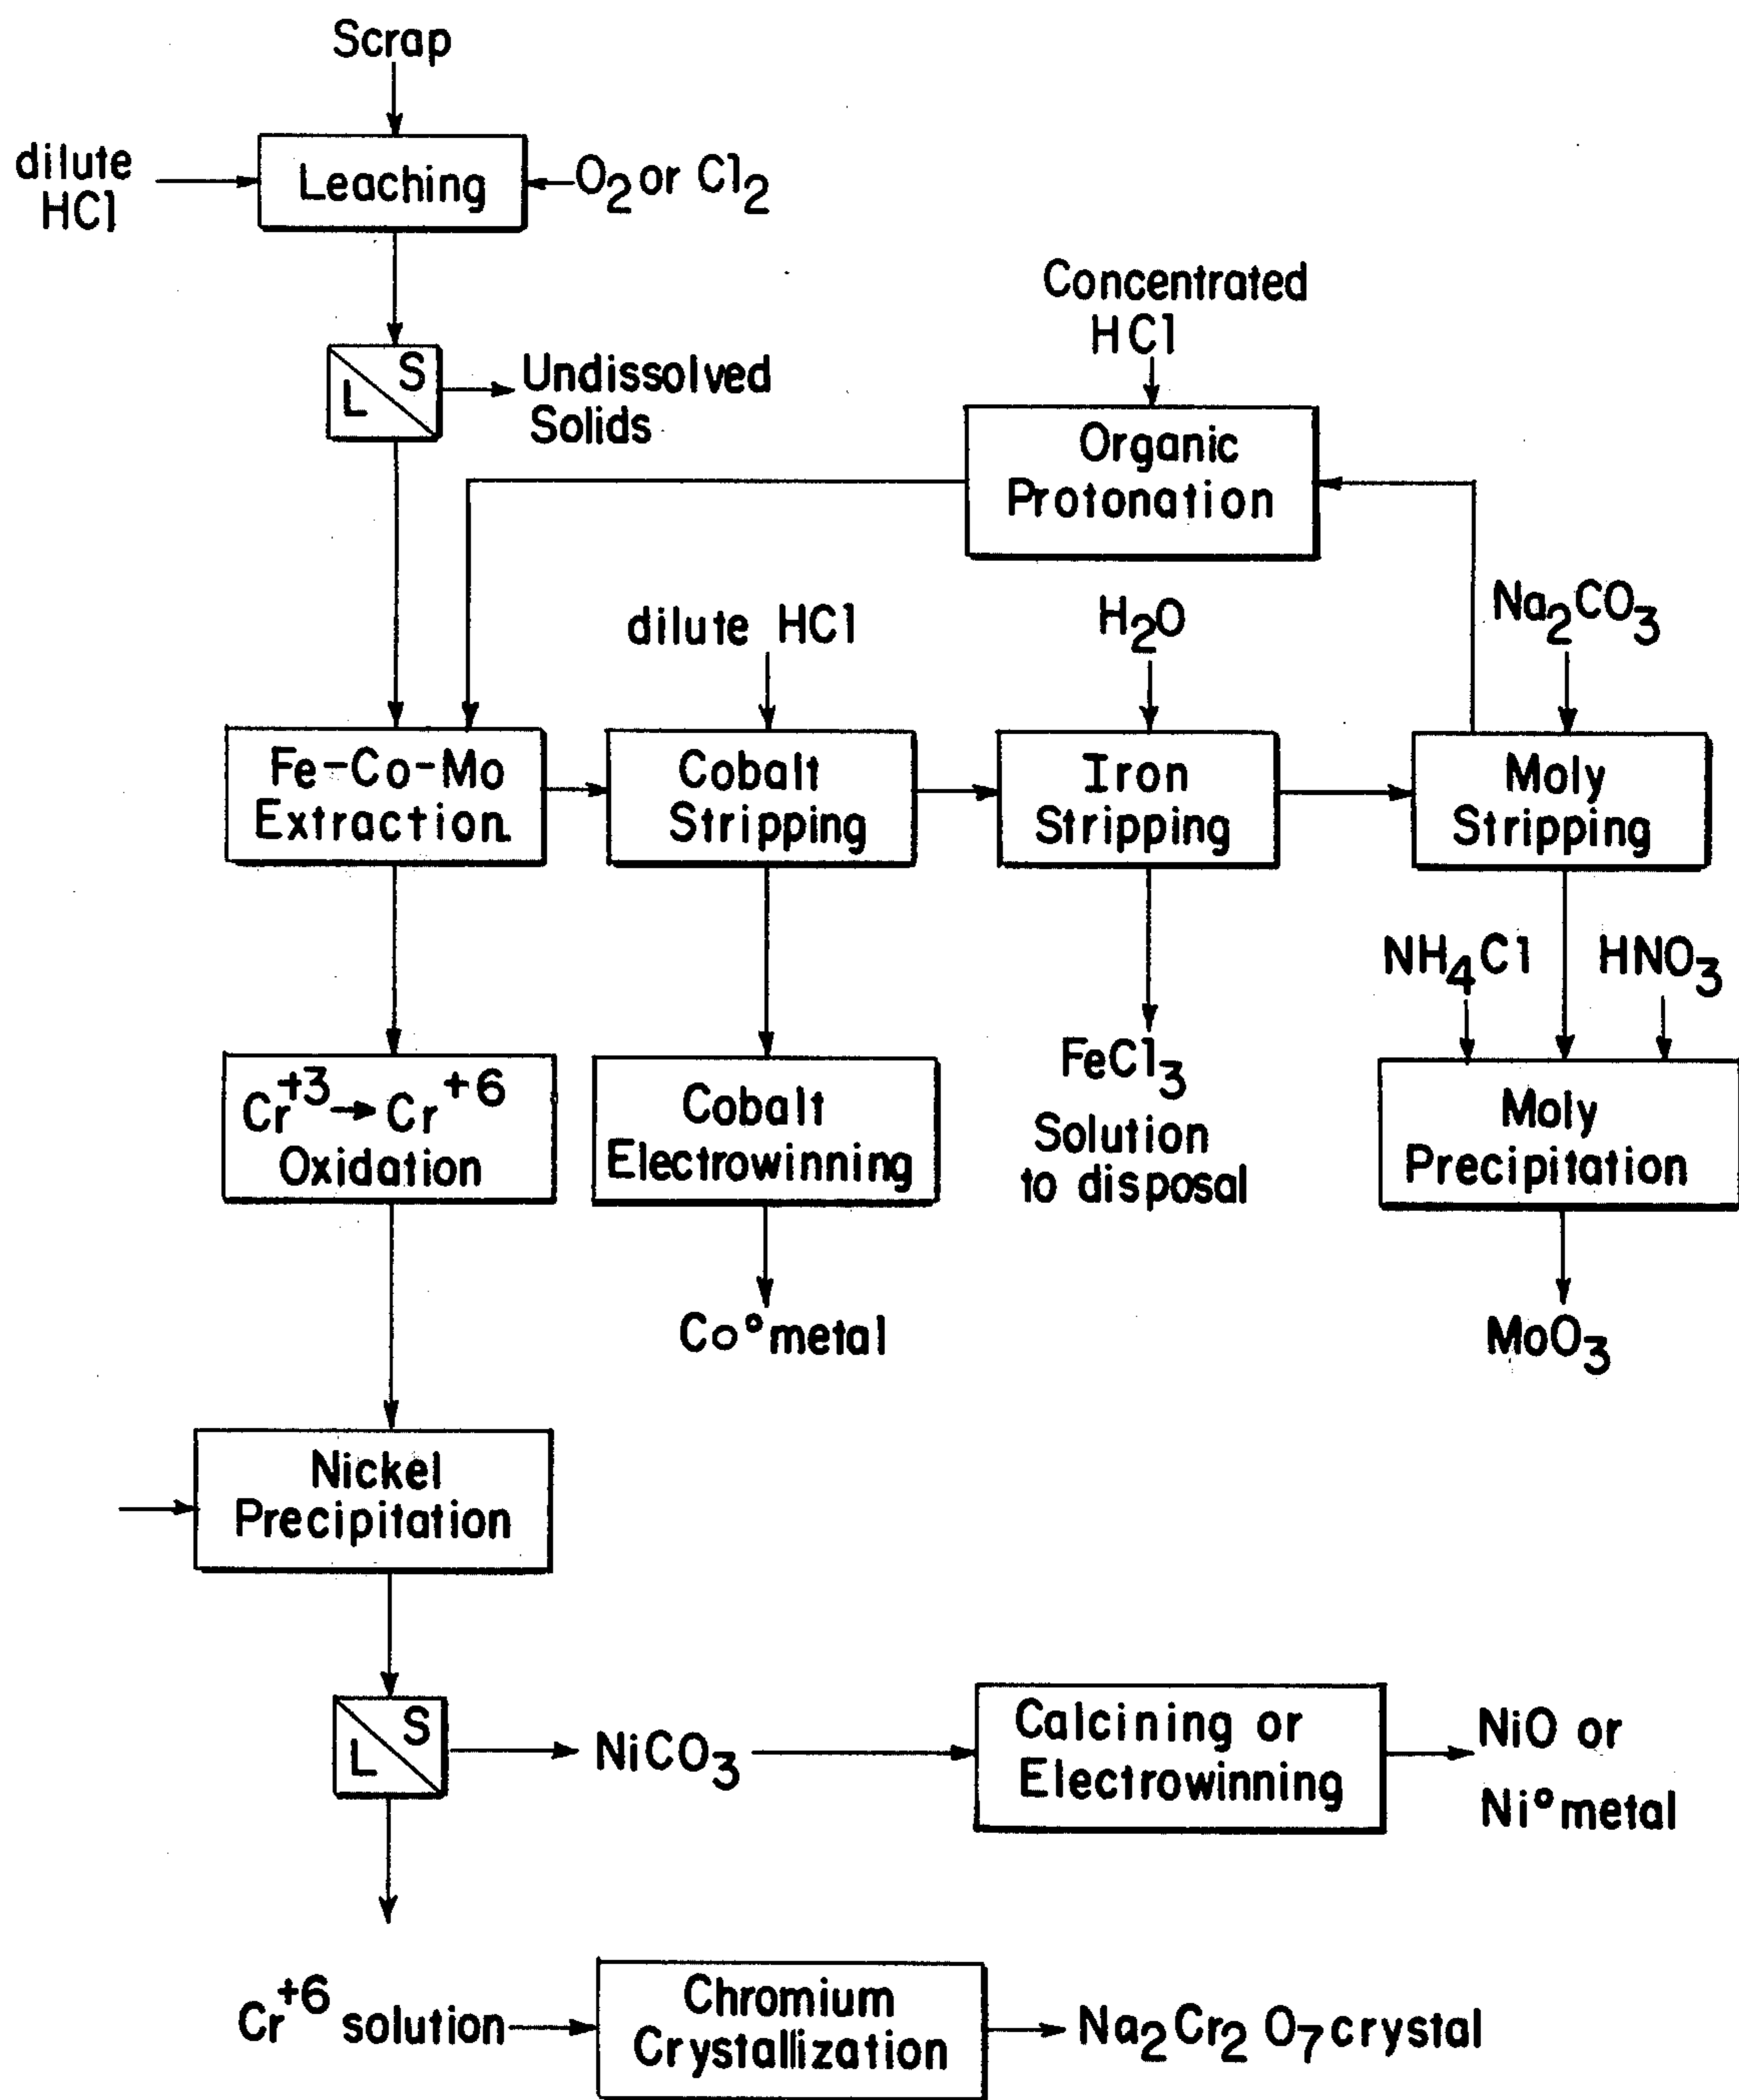 Scrap
dilute
HCl
Leaching
O₂ or Cl₂
Concentrated
HCl
S
L
Undissolved
Solids
Organic
Protonation
dilute HCl
H₂O
Na₂CO₃
Fe-Co-Mo
Extraction
Cobalt
Stripping
Iron
Stripping
Moly
Stripping
NH₄Cl
HNO₃
Cr⁺³→Cr⁺⁶
Oxidation
Cobalt
Electrowinning
FeCl₃
Solution
to disposal
Moly
Precipitation
Co° metal
MoO₃
Nickel
Precipitation
S
L
NiCO₃
Calcining or
Electrowinning
NiO or
Ni° metal
Cr⁺⁶ solution
Chromium
Crystallization
Na₂Cr₂ O₇ crystal